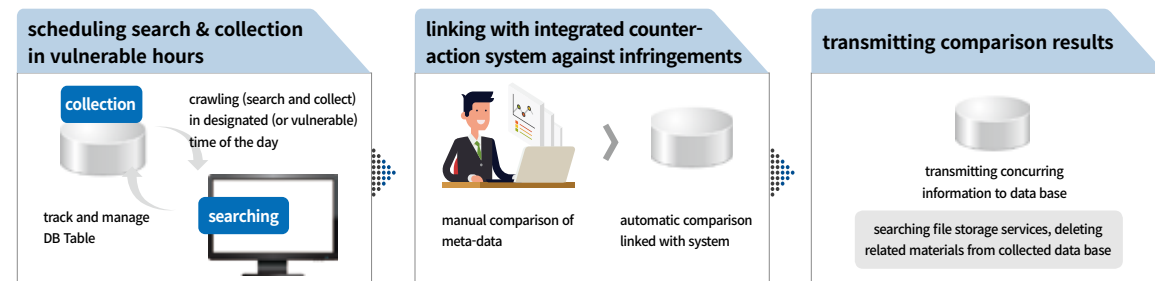 scheduling search & collection
in vulnerable hours
collection
crawling (search and collect)
in designated (or vulnerable)
time of the day
searching
track and manage
DB Table
linking with integrated counter-
action system against infringements
manual comparison of
meta-data
automatic comparison
linked with system
transmitting comparison results
transmitting concurring
information to data base
searching file storage services, deleting
related materials from collected data base